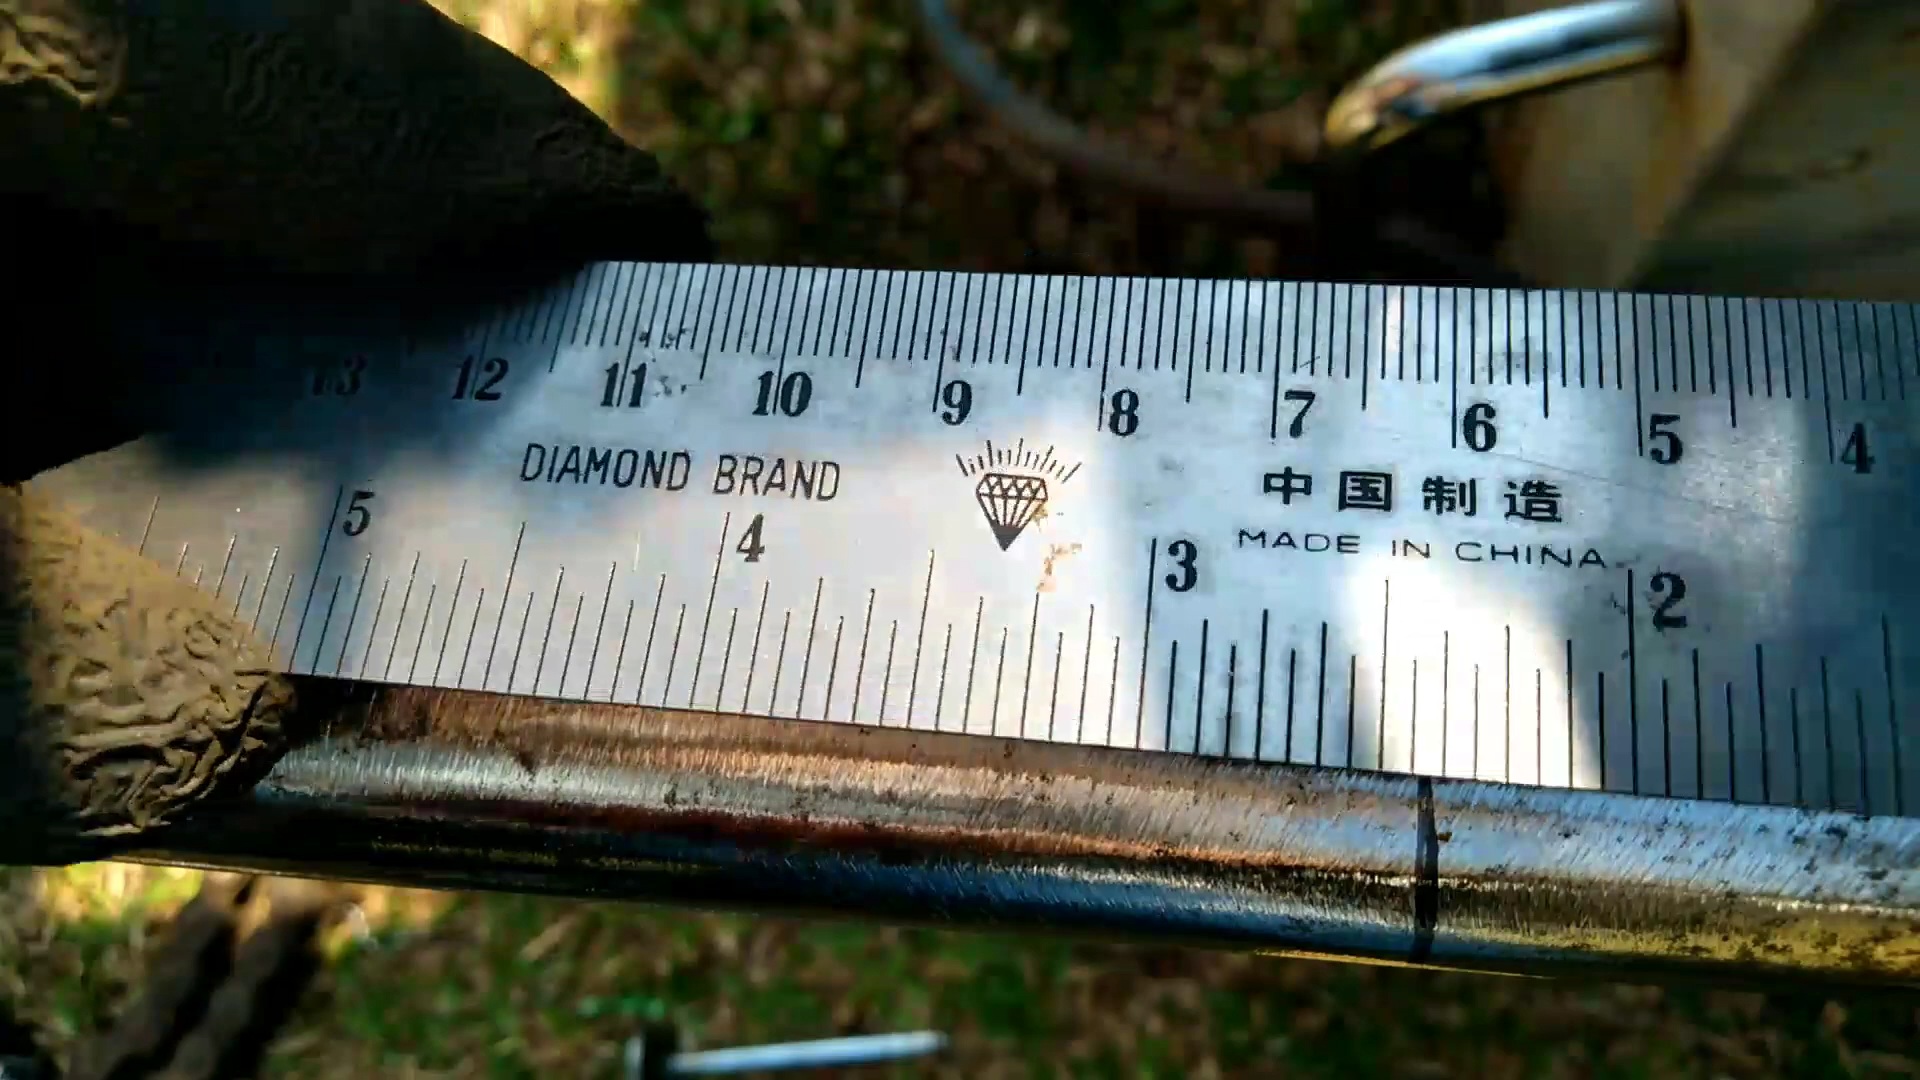 13 12 11 10 9 8 7 6 5 4
DIAMOND BRAND
中国制造
MADE IN CHINA
5 4 3 2